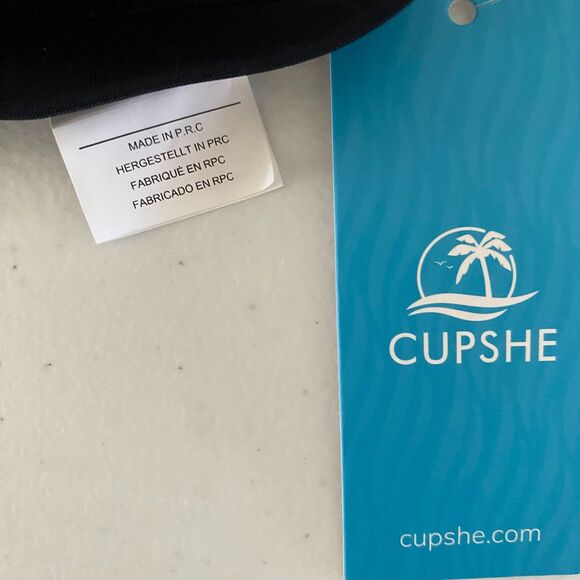 MADE IN P.R.C
HERGESTELLT IN PRC
FABRIQUÉ EN RPC
FABRICADO EN RPC
CUPSHE
cupshe.com